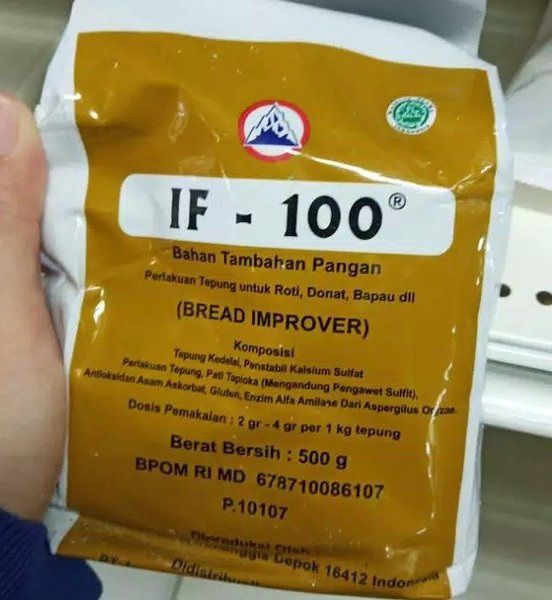 IF - 100®
Bahan Tambahan Pangan
Perlakuan Tepung untuk Roti, Donat, Bapau dll
(BREAD IMPROVER)
Komposisi
Tepung Kedelai, Penstabil Kalsium Sulfat
Perlakuan Tepung, Pati Tapioka (Mengandung Pengawet Sulfit),
Antioksidan Asam Askorbat, Gluten, Enzim Alfa Amilase Dari Aspergilus Oryzae.
Dosis Pemakaian : 2 gr - 4 gr per 1 kg tepung
Berat Bersih : 500 g
BPOM RI MD 678710086107
P.10107
Diproduksi Oleh :
Depok 16412 Indonesia